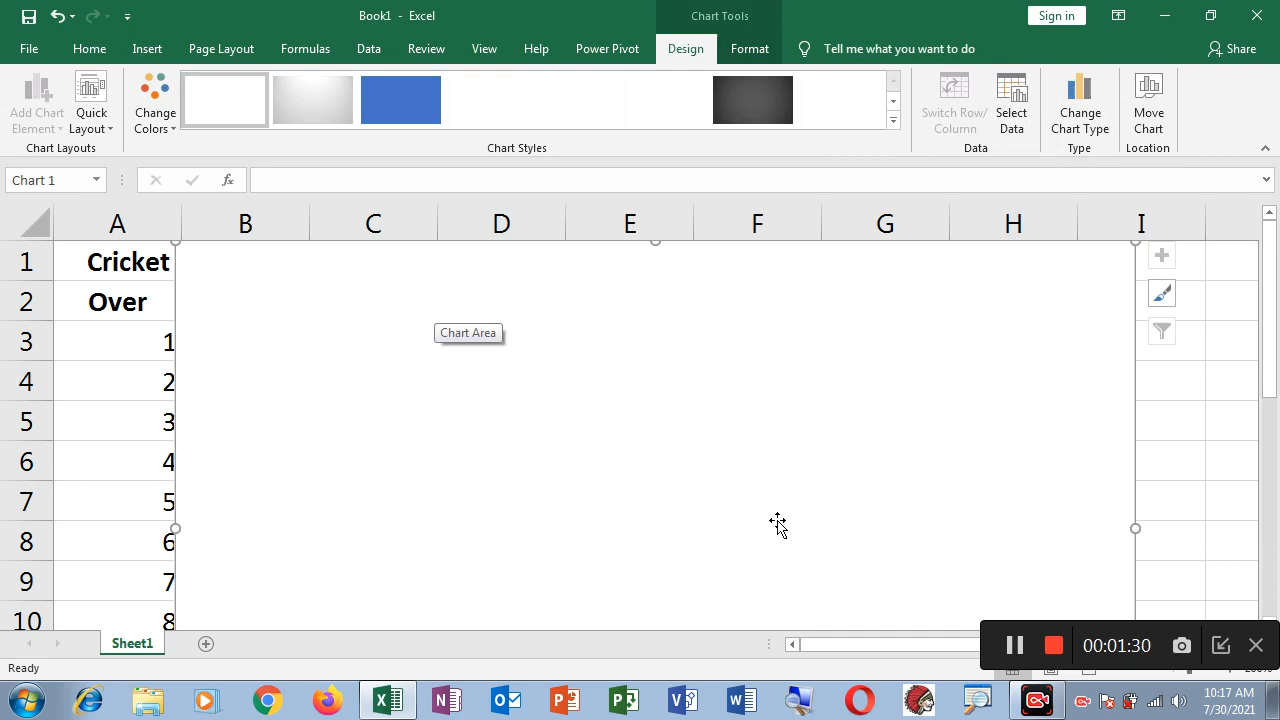 Book1 - Excel
Chart Tools
Sign in
File
Home
Insert
Page Layout
Formulas
Data
Review
View
Help
Power Pivot
Design
Format
Tell me what you want to do
Share
Add Chart
Element
Quick
Layout
Change
Colors
Switch Row/
Column
Select
Data
Change
Chart Type
Move
Chart
Chart Layouts
Chart Styles
Data
Type
Location
Chart 1
fx
A B C D E F G H I
1 Cricket
2 Over
Chart Area
3 1
4 2
5 3
6 4
7 5
8 6
9 7
10 8
Sheet1
00:01:30
Ready
10:17 AM
7/30/2021